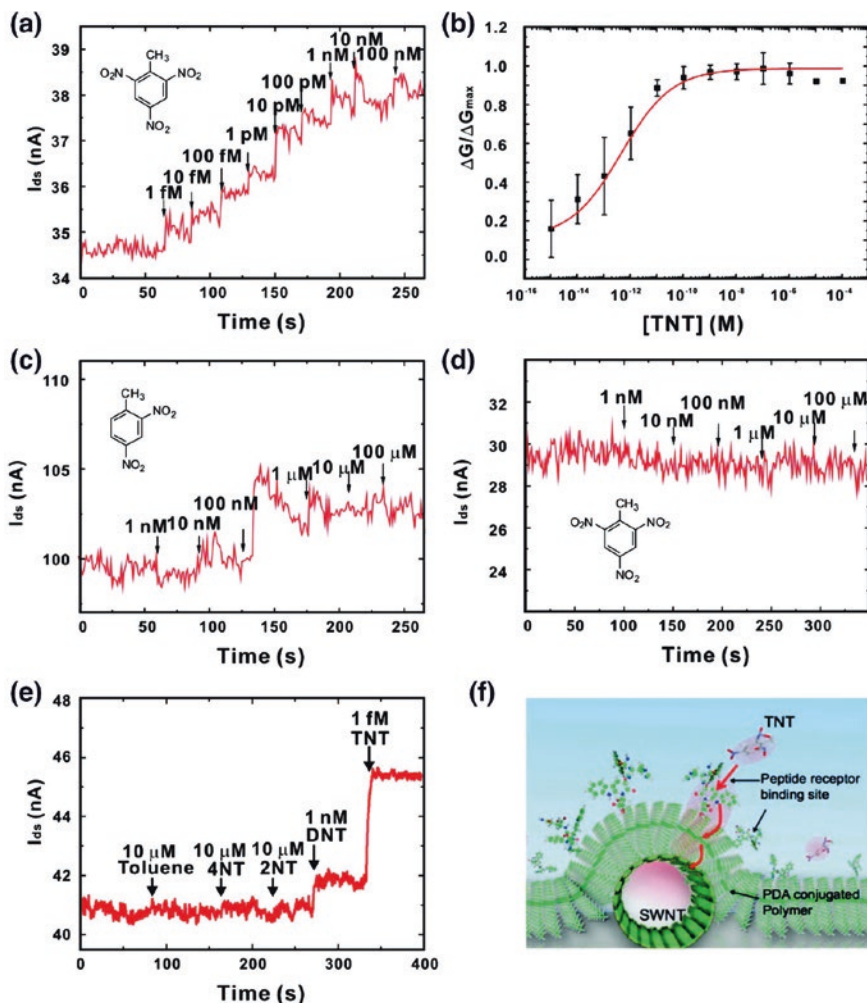 (a)
39
38
37
36
35
34
I_ds (nA)
CH₃
O₂N
NO₂
NO₂
1 fM
10 fM
100 fM
1 pM
10 pM
100 pM
1 nM
10 nM
100 nM
0 50 100 150 200 250
Time (s)
(b)
1.2
1.0
0.8
0.6
0.4
0.2
0.0
ΔG/ΔG_max
10⁻¹⁶ 10⁻¹⁴ 10⁻¹² 10⁻¹⁰ 10⁻⁸ 10⁻⁶ 10⁻⁴
[TNT] (M)
(c)
110
105
100
I_ds (nA)
CH₃
NO₂
NO₂
1 nM
10 nM
100 nM
1 μM
10 μM
100 μM
0 50 100 150 200 250
Time (s)
(d)
32
30
28
26
24
22
I_ds (nA)
1 nM
10 nM
100 nM
1 μM
10 μM
100 μM
CH₃
O₂N
NO₂
NO₂
0 50 100 150 200 250 300
Time (s)
(e)
48
46
44
42
40
I_ds (nA)
10 μM
Toluene
10 μM
4NT
10 μM
2NT
1 nM
DNT
1 fM
TNT
0 100 200 300 400
Time (s)
(f)
TNT
Peptide receptor
binding site
PDA conjugated
Polymer
SWNT